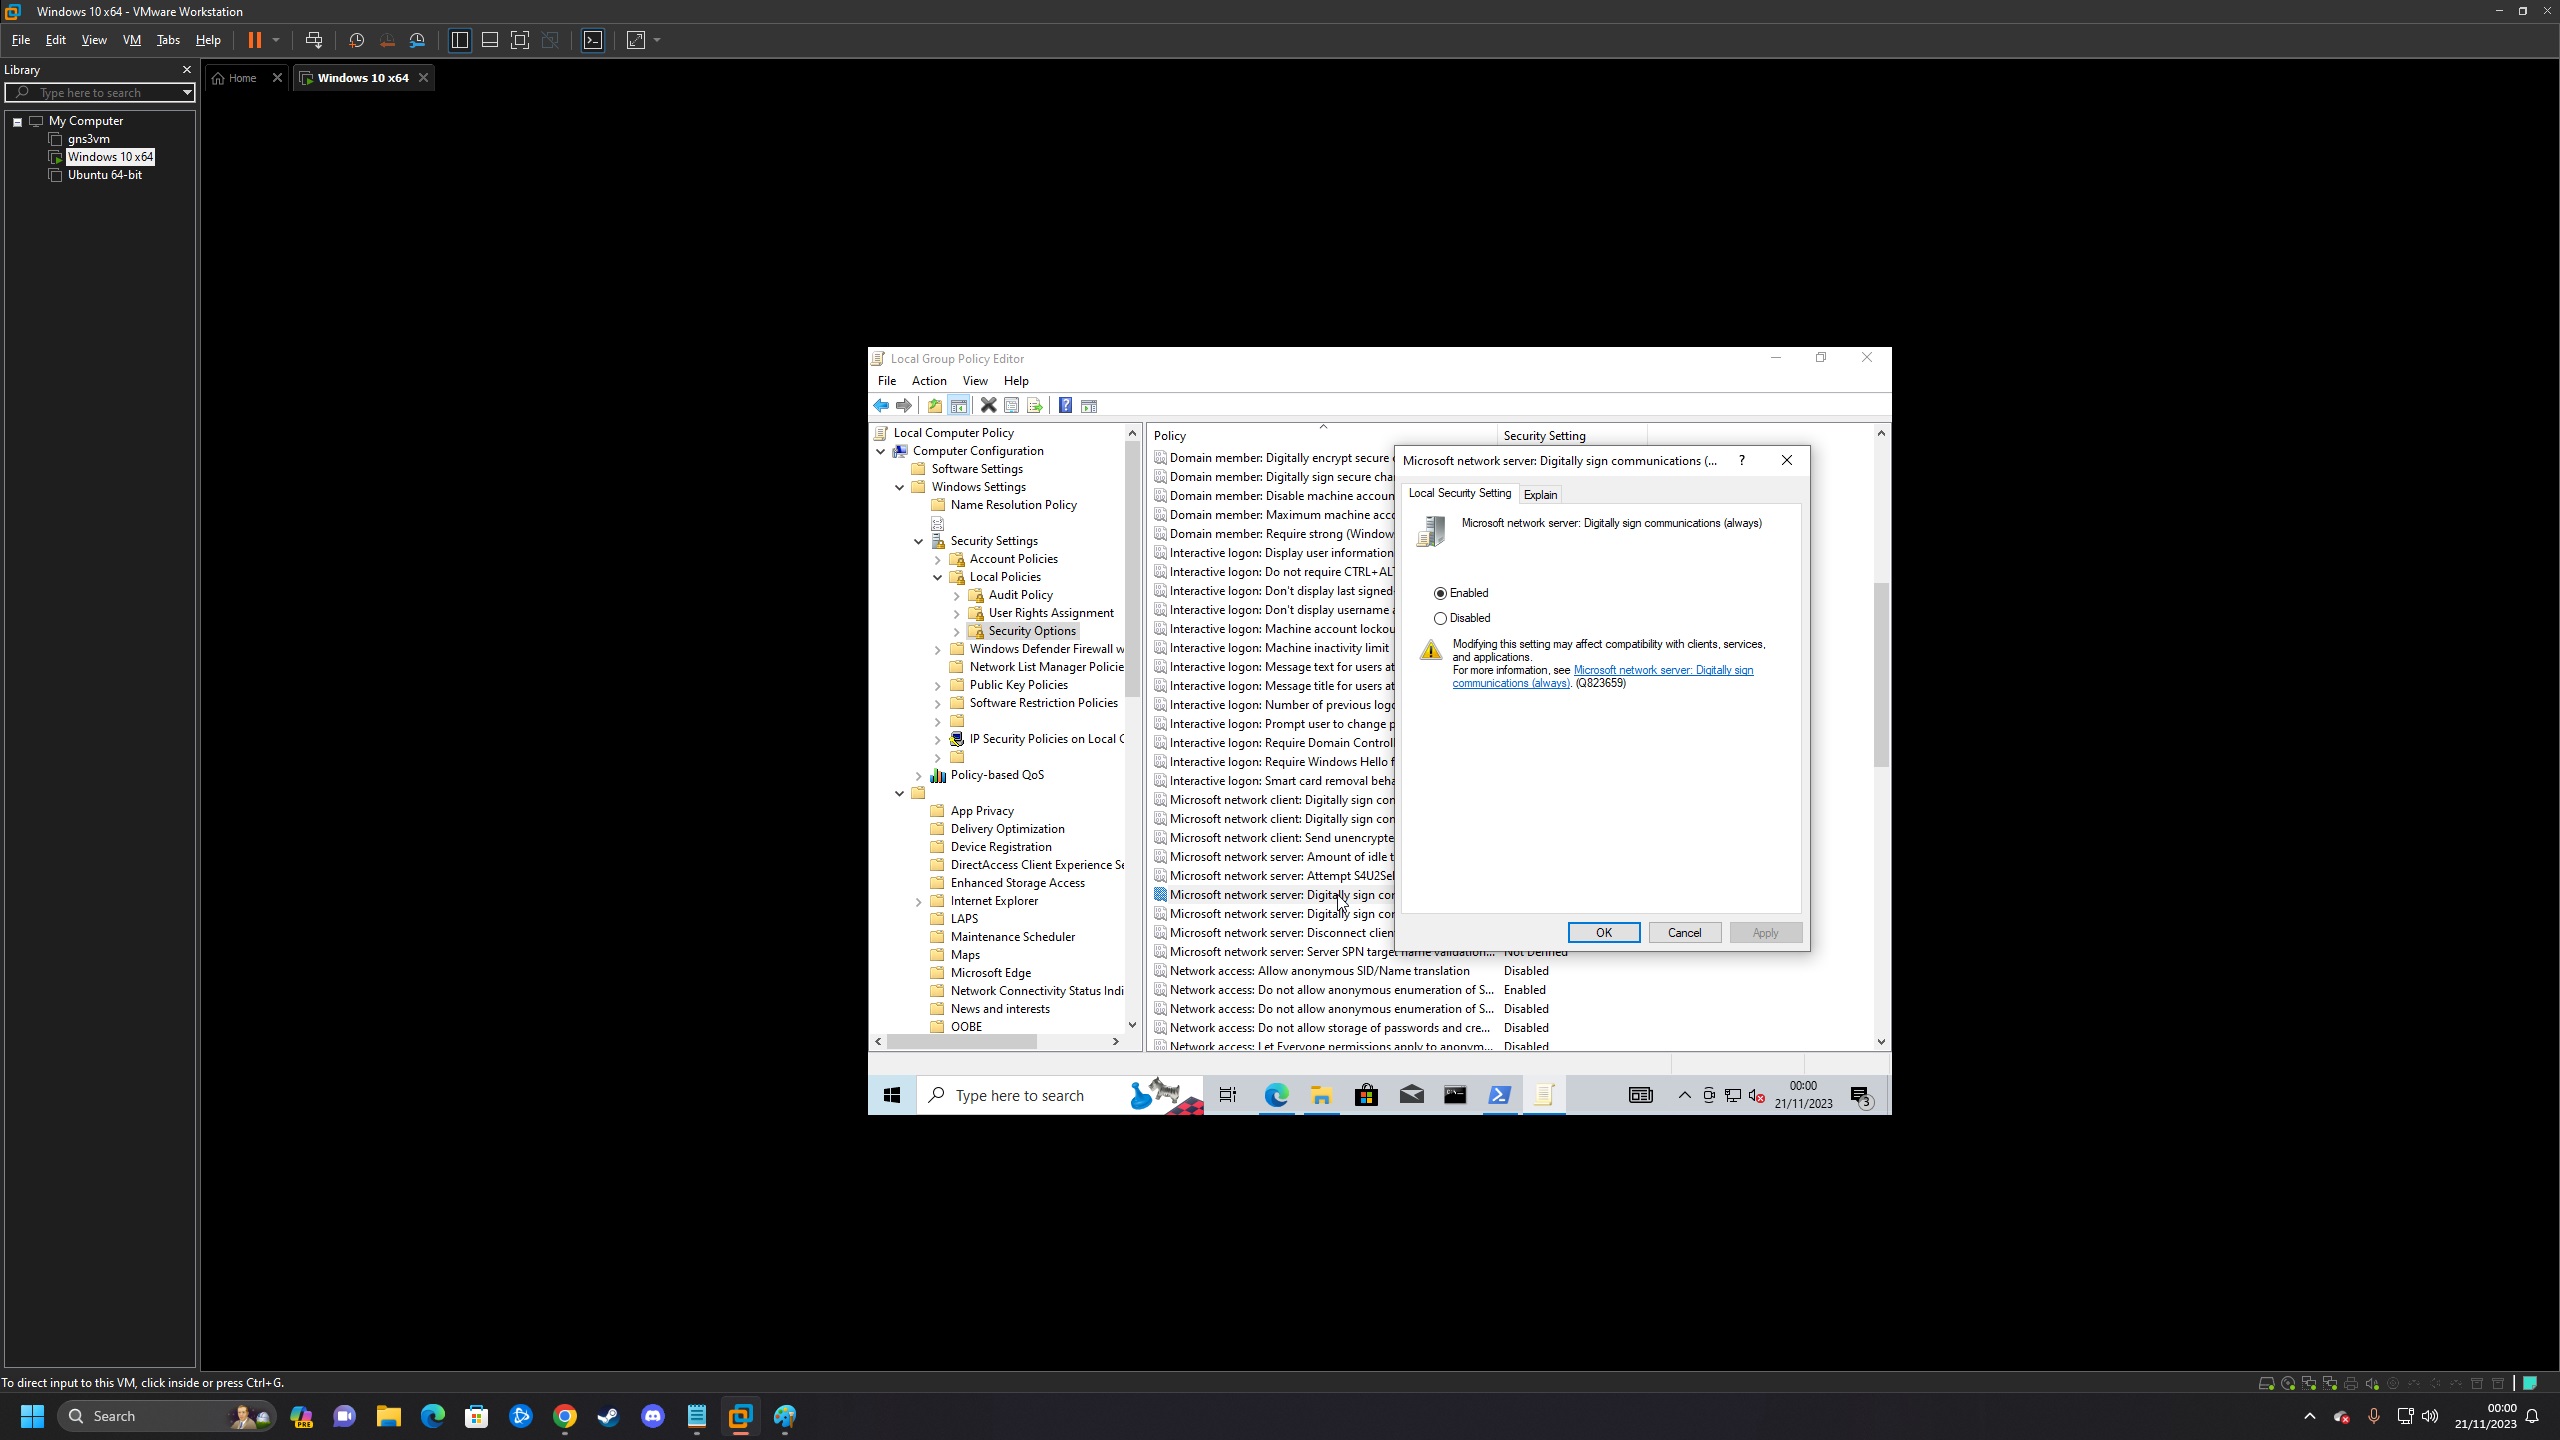 Windows 10 x64 - VMware Workstation
File Edit View VM Tabs Help
Library
Type here to search
My Computer
gns3vm
Windows 10 x64
Ubuntu 64-bit
Home
Windows 10 x64
Local Group Policy Editor
File Action View Help
Local Computer Policy
Computer Configuration
Software Settings
Windows Settings
Name Resolution Policy
Security Settings
Account Policies
Local Policies
Audit Policy
User Rights Assignment
Security Options
Windows Defender Firewall w
Network List Manager Policie
Public Key Policies
Software Restriction Policies
IP Security Policies on Local C
Policy-based QoS
App Privacy
Delivery Optimization
Device Registration
DirectAccess Client Experience Se
Enhanced Storage Access
Internet Explorer
LAPS
Maintenance Scheduler
Maps
Microsoft Edge
Network Connectivity Status Indi
News and interests
OOBE
Policy Security Setting
Domain member: Digitally encrypt secure c
Domain member: Digitally sign secure cha
Domain member: Disable machine accoun
Domain member: Maximum machine acc
Domain member: Require strong (Window
Interactive logon: Display user information
Interactive logon: Do not require CTRL+AL
Interactive logon: Don't display last signed-
Interactive logon: Don't display username a
Interactive logon: Machine account lockou
Interactive logon: Machine inactivity limit
Interactive logon: Message text for users at
Interactive logon: Message title for users at
Interactive logon: Number of previous logo
Interactive logon: Prompt user to change p
Interactive logon: Require Domain Controll
Interactive logon: Require Windows Hello f
Interactive logon: Smart card removal beha
Microsoft network client: Digitally sign con
Microsoft network client: Digitally sign con
Microsoft network client: Send unencrypte
Microsoft network server: Amount of idle t
Microsoft network server: Attempt S4U2Sel
Microsoft network server: Digitally sign con
Microsoft network server: Digitally sign con
Microsoft network server: Disconnect clien
Microsoft network server: Server SPN target name validation... Not Defined
Network access: Allow anonymous SID/Name translation Disabled
Network access: Do not allow anonymous enumeration of S... Enabled
Network access: Do not allow anonymous enumeration of S... Disabled
Network access: Do not allow storage of passwords and cre... Disabled
Network access: Let Everyone permissions apply to anonym... Disabled
Microsoft network server: Digitally sign communications (... ?
Local Security Setting Explain
Microsoft network server: Digitally sign communications (always)
Enabled
Disabled
Modifying this setting may affect compatibility with clients, services,
and applications.
For more information, see Microsoft network server: Digitally sign
communications (always). (Q823659)
OK Cancel Apply
Type here to search
00:00
21/11/2023
3
To direct input to this VM, click inside or press Ctrl+G.
Search
PRE
00:00
21/11/2023